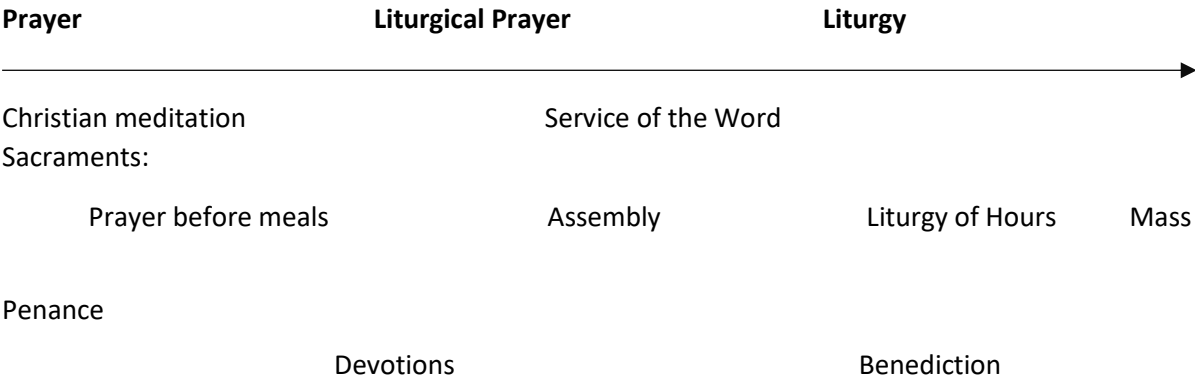 Prayer Liturgical Prayer Liturgy
Christian meditation Service of the Word
Sacraments:
Prayer before meals Assembly Liturgy of Hours Mass
Penance
Devotions Benediction